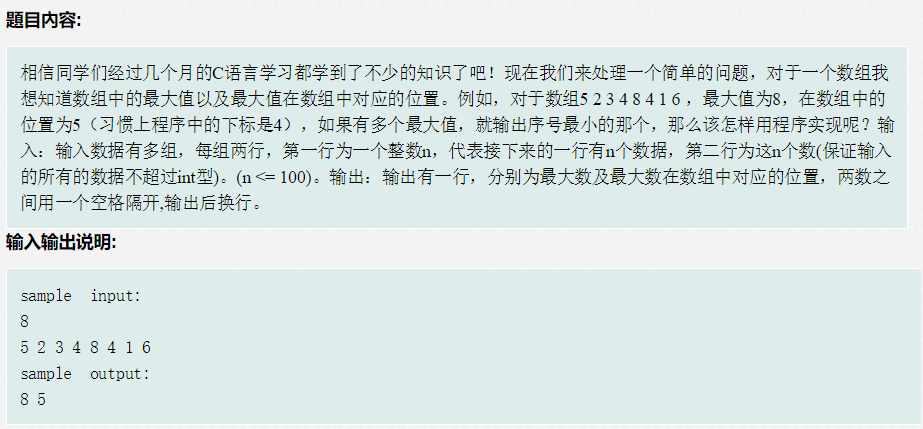 题目内容:
相信同学们经过几个月的C语言学习都学到了不少的知识了吧！现在我们来处理一个简单的问题，对于一个数组我
想知道数组中的最大值以及最大值在数组中对应的位置。例如，对于数组5 2 3 4 8 4 1 6 ，最大值为8，在数组中的
位置为5（习惯上程序中的下标是4），如果有多个最大值，就输出序号最小的那个，那么该怎样用程序实现呢？输
入：输入数据有多组，每组两行，第一行为一个整数n，代表接下来的一行有n个数据，第二行为这n个数(保证输入
的所有的数据不超过int型)。(n <= 100)。输出：输出有一行，分别为最大数及最大数在数组中对应的位置，两数之
间用一个空格隔开,输出后换行。
输入输出说明:
sample input:
8
5 2 3 4 8 4 1 6
sample output:
8 5